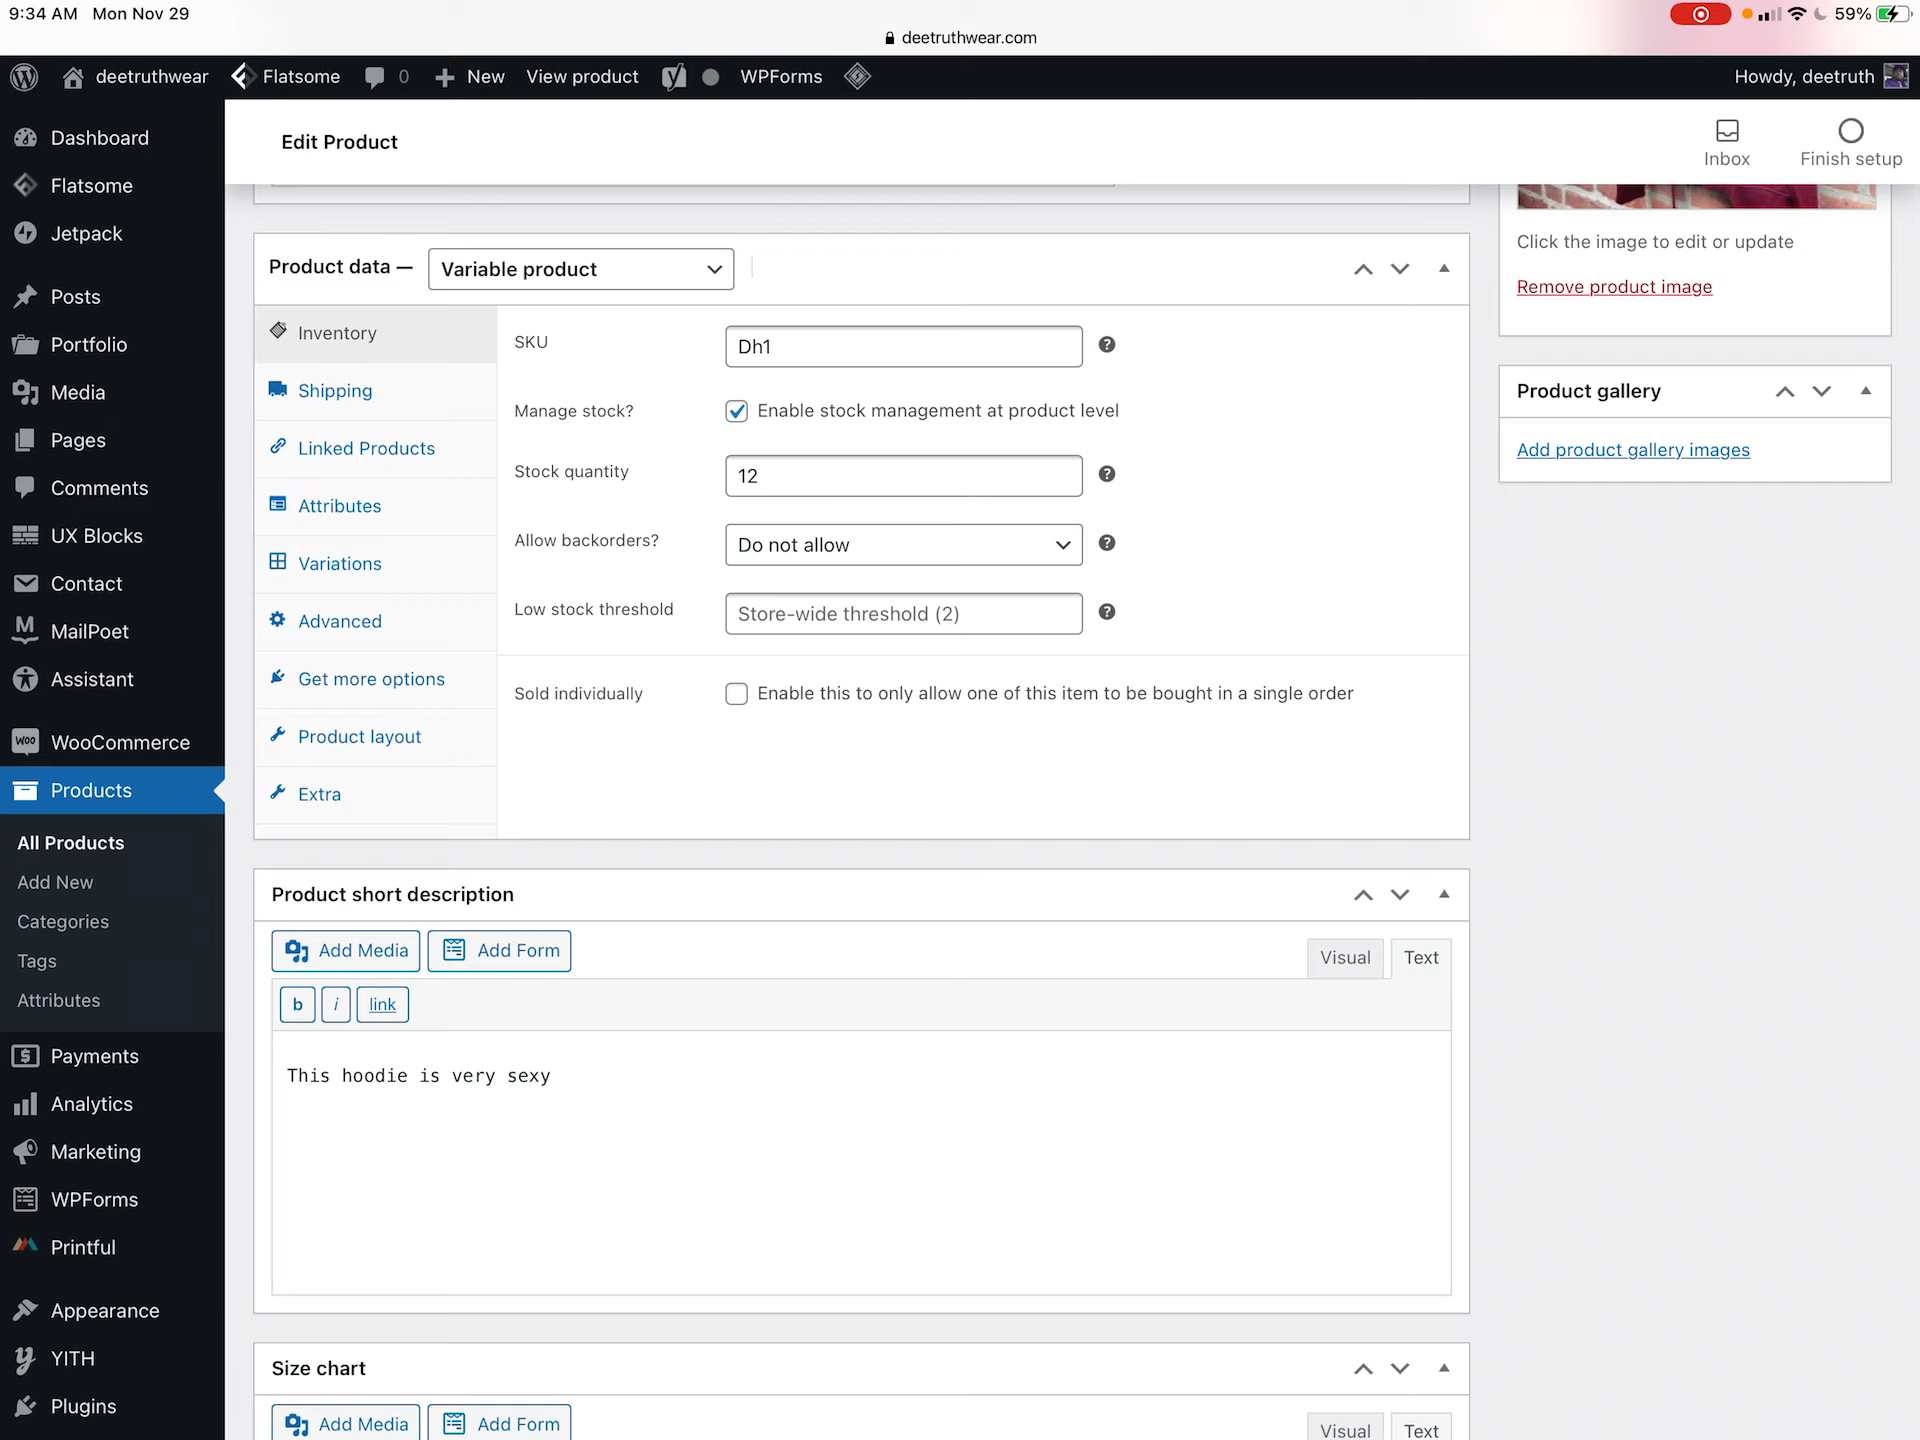 9:34 AM Mon Nov 29
59%
deetruthwear.com
deetruthwear
Flatsome
0
New
View product
WPForms
Howdy, deetruth
Dashboard
Flatsome
Jetpack
Posts
Portfolio
Media
Pages
Comments
UX Blocks
Contact
MailPoet
Assistant
WooCommerce
Products
All Products
Add New
Categories
Tags
Attributes
Payments
Analytics
Marketing
WPForms
Printful
Appearance
YITH
Plugins
Edit Product
Inbox
Finish setup
Product data —
Variable product
Inventory
Shipping
Linked Products
Attributes
Variations
Advanced
Get more options
Product layout
Extra
SKU
Dh1
Manage stock?
Enable stock management at product level
Stock quantity
12
Allow backorders?
Do not allow
Low stock threshold
Store-wide threshold (2)
Sold individually
Enable this to only allow one of this item to be bought in a single order
Product short description
Add Media
Add Form
Visual
Text
b
i
link
This hoodie is very sexy
Size chart
Add Media
Add Form
Visual
Text
Click the image to edit or update
Remove product image
Product gallery
Add product gallery images